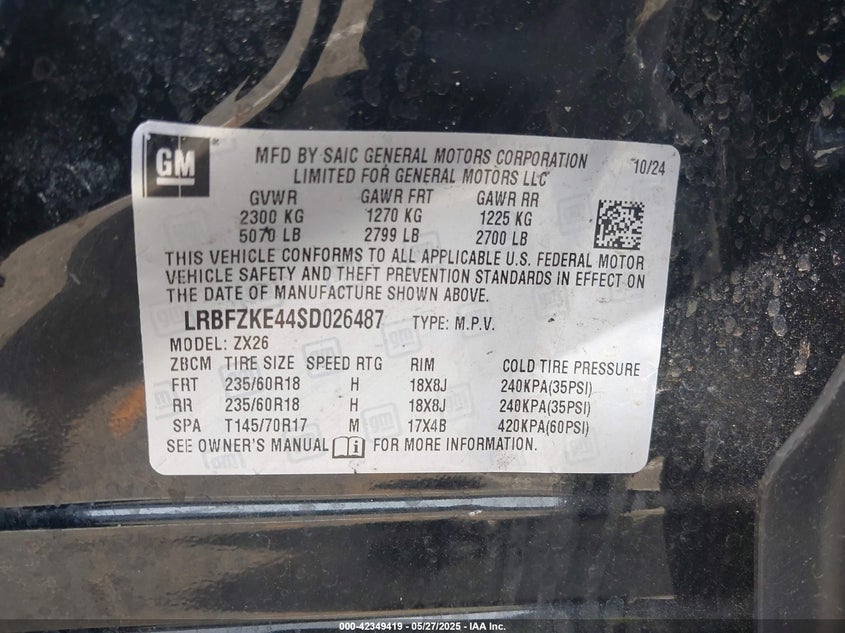 GM
MFD BY SAIC GENERAL MOTORS CORPORATION 10/24
LIMITED FOR GENERAL MOTORS LLC
GVWR GAWR FRT GAWR RR
2300 KG 1270 KG 1225 KG
5070 LB 2799 LB 2700 LB
THIS VEHICLE CONFORMS TO ALL APPLICABLE U.S. FEDERAL MOTOR
VEHICLE SAFETY AND THEFT PREVENTION STANDARDS IN EFFECT ON
THE DATE OF MANUFACTURE SHOWN ABOVE.
LRBFZKE44SD026487 TYPE: M.P.V.
MODEL: ZX26
ZBCM TIRE SIZE SPEED RTG RIM COLD TIRE PRESSURE
FRT 235/60R18 H 18X8J 240KPA(35PSI)
RR 235/60R18 H 18X8J 240KPA(35PSI)
SPA T145/70R17 M 17X4B 420KPA(60PSI)
SEE OWNER'S MANUAL i FOR MORE INFORMATION.
000-42349419 - 05/27/2025 - IAA Inc.